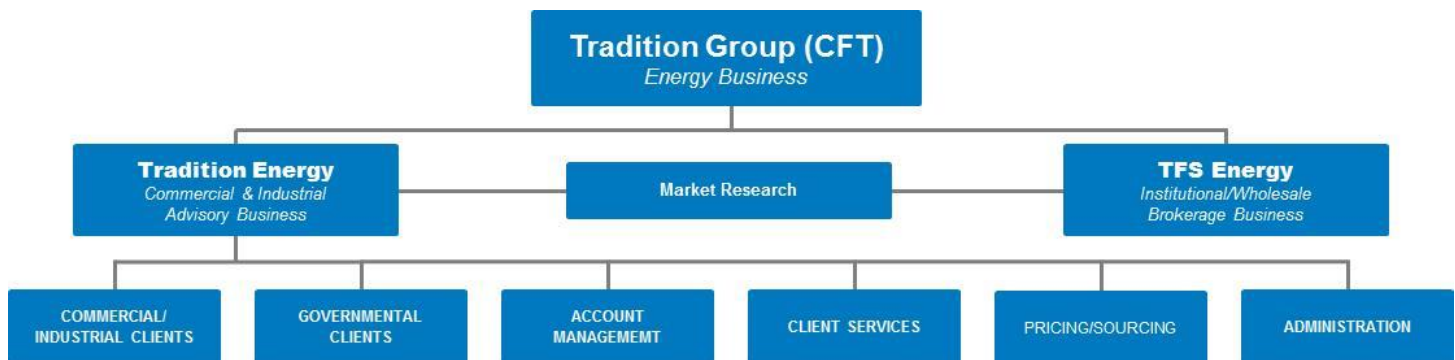 Tradition Group (CFT)
Energy Business
Tradition Energy
Commercial & Industrial
Advisory Business
Market Research
TFS Energy
Institutional/Wholesale
Brokerage Business
COMMERCIAL/
INDUSTRIAL CLIENTS
GOVERNMENTAL
CLIENTS
ACCOUNT
MANAGEMEMT
CLIENT SERVICES
PRICING/SOURCING
ADMINISTRATION